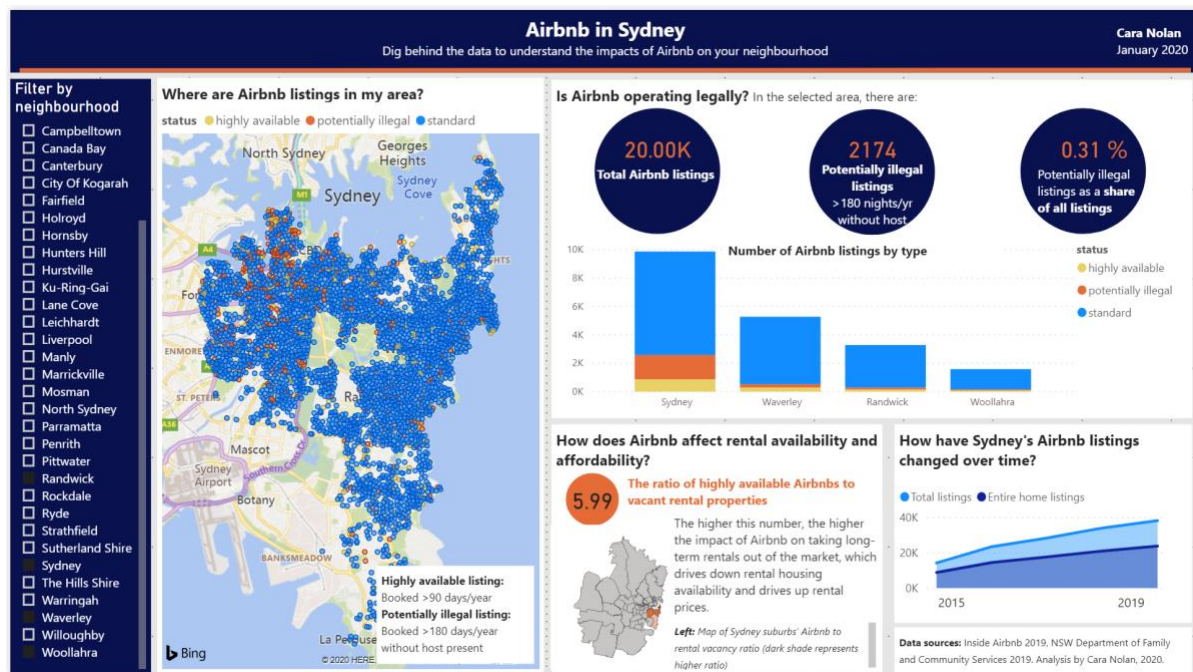 Airbnb in Sydney
Dig behind the data to understand the impacts of Airbnb on your neighbourhood
Cara Nolan
January 2020
Filter by
neighbourhood
Campbelltown
Canada Bay
Canterbury
City Of Kogarah
Fairfield
Holroyd
Hornsby
Hunters Hill
Hurstville
Ku-Ring-Gai
Lane Cove
Leichhardt
Liverpool
Manly
Marrickville
Mosman
North Sydney
Parramatta
Penrith
Pittwater
Randwick
Rockdale
Ryde
Strathfield
Sutherland Shire
Sydney
The Hills Shire
Warringah
Waverley
Willoughby
Woollahra
Where are Airbnb listings in my area?
status highly available potentially illegal standard
North Sydney
Georges
Heights
Sydney
Cove
M1
Sydney
A4
ENMORE
ST. PETERS
A36
Mascot
Southern Cross Dr
Sydney
Airport
Botany
BANKSMEADOW
Highly available listing:
Booked >90 days/year
Potentially illegal listing:
Booked >180 days/year
without host present
Bing
© 2020 HERE,
Is Airbnb operating legally? In the selected area, there are:
20.00K
Total Airbnb listings
2174
Potentially illegal
listings
>180 nights/yr
without host
0.31 %
Potentially illegal
listings as a share
of all listings
Number of Airbnb listings by type
status
highly available
potentially illegal
standard
10K
8K
6K
4K
2K
0K
Sydney
Waverley
Randwick
Woollahra
How does Airbnb affect rental availability and
affordability?
5.99
The ratio of highly available Airbnbs to
vacant rental properties
The higher this number, the higher
the impact of Airbnb on taking long-
term rentals out of the market, which
drives down rental housing
availability and drives up rental
prices.
Left: Map of Sydney suburbs' Airbnb to
rental vacancy ratio (dark shade represents
higher ratio)
How have Sydney's Airbnb listings
changed over time?
Total listings Entire home listings
40K
20K
0K
2015
2019
Data sources: Inside Airbnb 2019, NSW Department of Family
and Community Services 2019. Analysis by Cara Nolan, 2020.